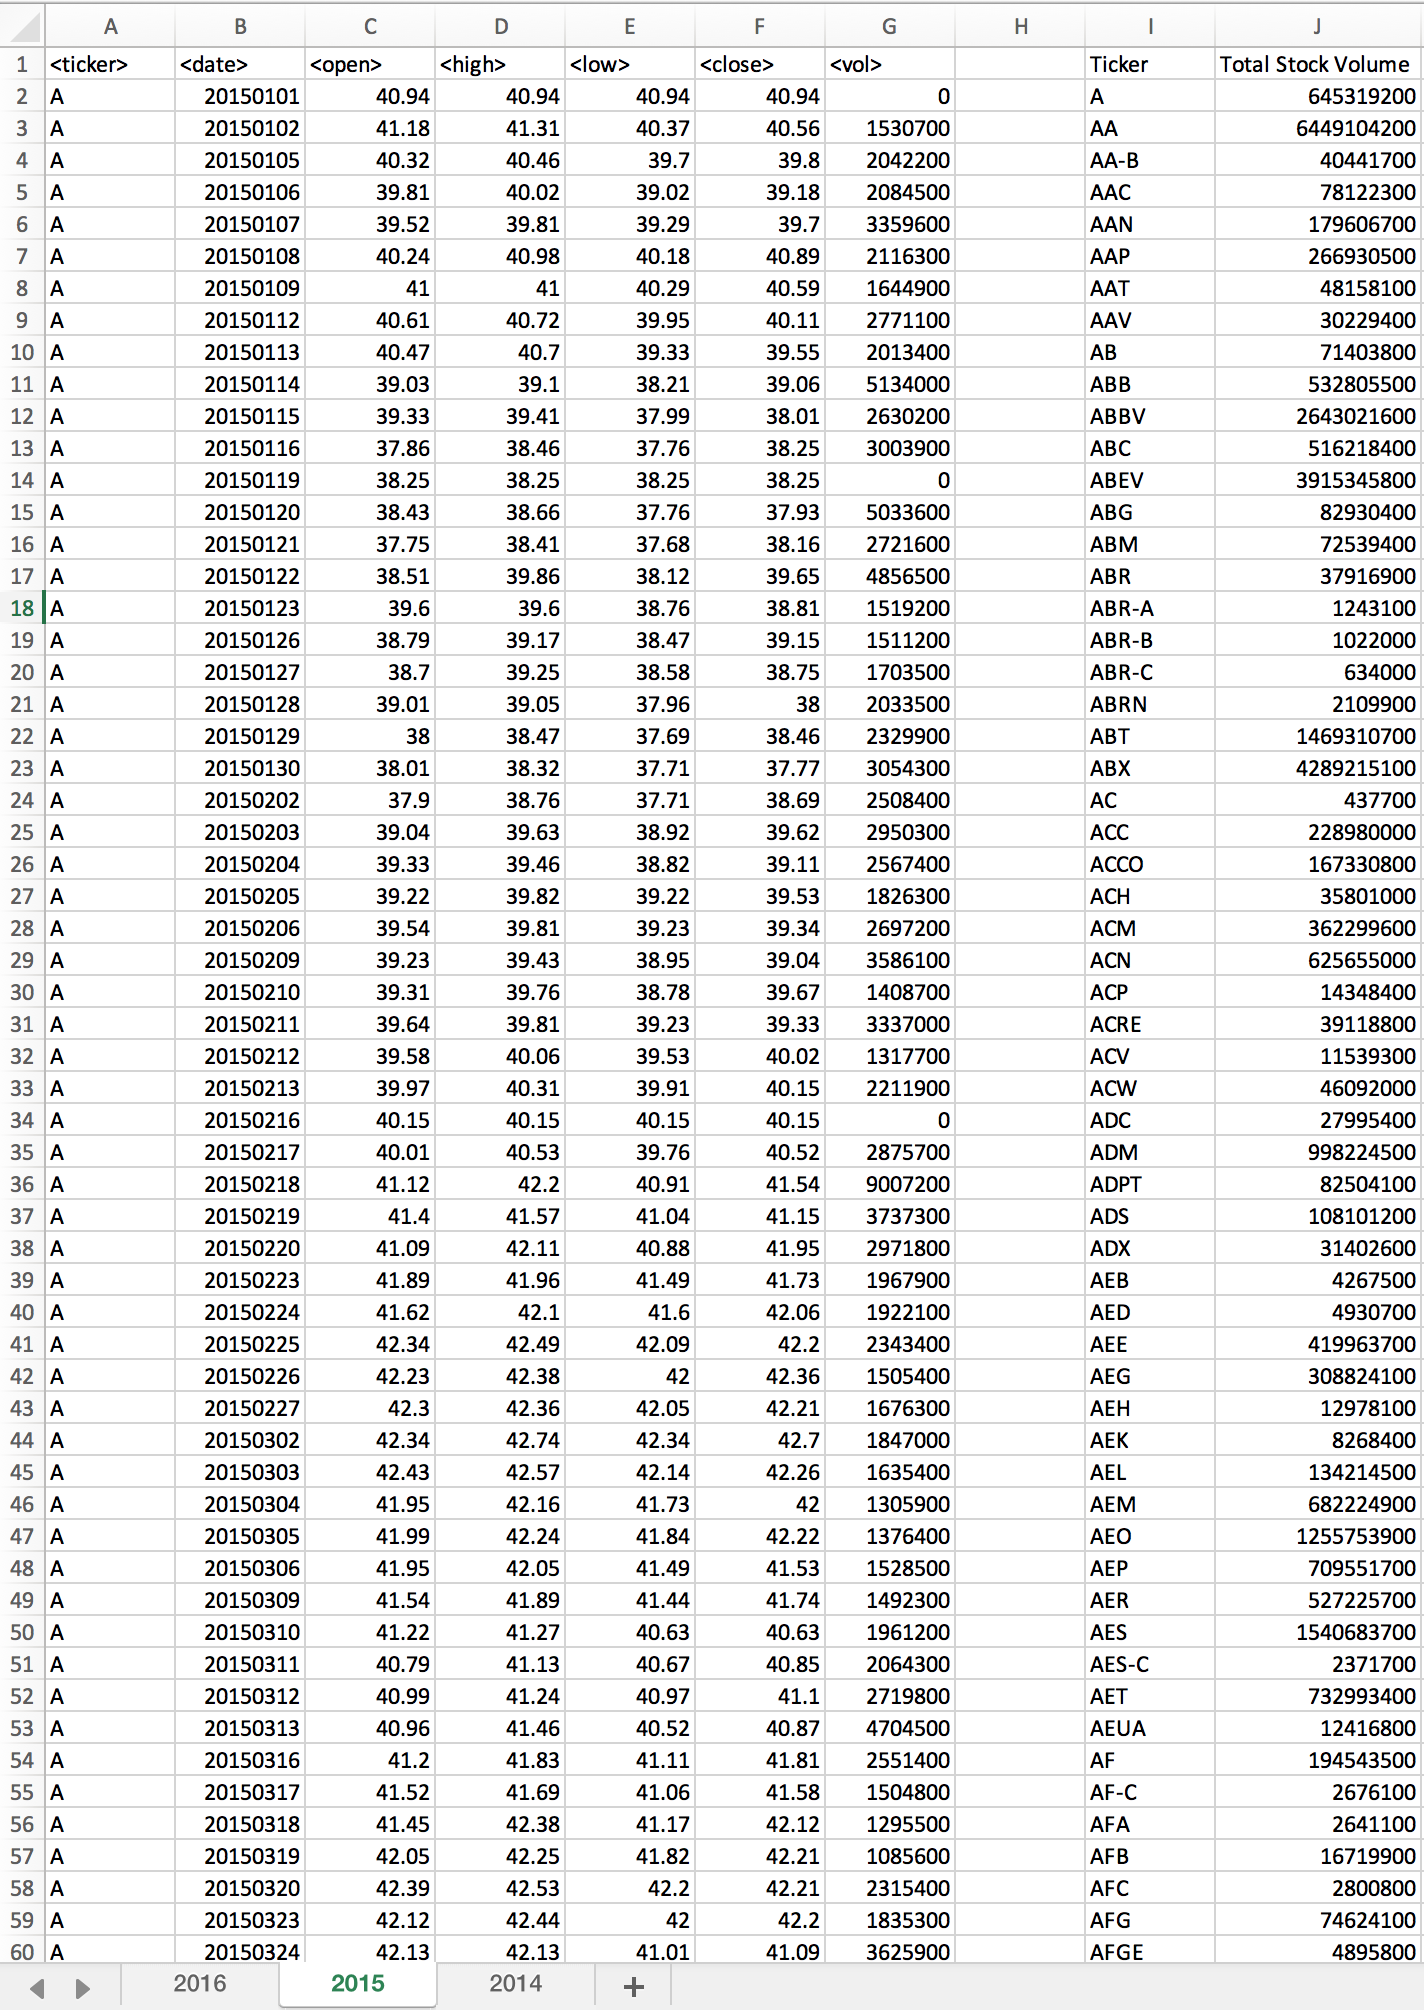 A B C D E F G H I J
1 <ticker> <date> <open> <high> <low> <close> <vol> Ticker Total Stock Volume
2 A 20150101 40.94 40.94 40.94 40.94 0 A 645319200
3 A 20150102 41.18 41.31 40.37 40.56 1530700 AA 6449104200
4 A 20150105 40.32 40.46 39.7 39.8 2042200 AA-B 40441700
5 A 20150106 39.81 40.02 39.02 39.18 2084500 AAC 78122300
6 A 20150107 39.52 39.81 39.29 39.7 3359600 AAN 179606700
7 A 20150108 40.24 40.98 40.18 40.89 2116300 AAP 266930500
8 A 20150109 41 41 40.29 40.59 1644900 AAT 48158100
9 A 20150112 40.61 40.72 39.95 40.11 2771100 AAV 30229400
10 A 20150113 40.47 40.7 39.33 39.55 2013400 AB 71403800
11 A 20150114 39.03 39.1 38.21 39.06 5134000 ABB 532805500
12 A 20150115 39.33 39.41 37.99 38.01 2630200 ABBV 2643021600
13 A 20150116 37.86 38.46 37.76 38.25 3003900 ABC 516218400
14 A 20150119 38.25 38.25 38.25 38.25 0 ABEV 3915345800
15 A 20150120 38.43 38.66 37.76 37.93 5033600 ABG 82930400
16 A 20150121 37.75 38.41 37.68 38.16 2721600 ABM 72539400
17 A 20150122 38.51 39.86 38.12 39.65 4856500 ABR 37916900
18 A 20150123 39.6 39.6 38.76 38.81 1519200 ABR-A 1243100
19 A 20150126 38.79 39.17 38.47 39.15 1511200 ABR-B 1022000
20 A 20150127 38.7 39.25 38.58 38.75 1703500 ABR-C 634000
21 A 20150128 39.01 39.05 37.96 38 2033500 ABRN 2109900
22 A 20150129 38 38.47 37.69 38.46 2329900 ABT 1469310700
23 A 20150130 38.01 38.32 37.71 37.77 3054300 ABX 4289215100
24 A 20150202 37.9 38.76 37.71 38.69 2508400 AC 437700
25 A 20150203 39.04 39.63 38.92 39.62 2950300 ACC 228980000
26 A 20150204 39.33 39.46 38.82 39.11 2567400 ACCO 167330800
27 A 20150205 39.22 39.82 39.22 39.53 1826300 ACH 35801000
28 A 20150206 39.54 39.81 39.23 39.34 2697200 ACM 362299600
29 A 20150209 39.23 39.43 38.95 39.04 3586100 ACN 625655000
30 A 20150210 39.31 39.76 38.78 39.67 1408700 ACP 14348400
31 A 20150211 39.64 39.81 39.23 39.33 3337000 ACRE 39118800
32 A 20150212 39.58 40.06 39.53 40.02 1317700 ACV 11539300
33 A 20150213 39.97 40.31 39.91 40.15 2211900 ACW 46092000
34 A 20150216 40.15 40.15 40.15 40.15 0 ADC 27995400
35 A 20150217 40.01 40.53 39.76 40.52 2875700 ADM 998224500
36 A 20150218 41.12 42.2 40.91 41.54 9007200 ADPT 82504100
37 A 20150219 41.4 41.57 41.04 41.15 3737300 ADS 108101200
38 A 20150220 41.09 42.11 40.88 41.95 2971800 ADX 31402600
39 A 20150223 41.89 41.96 41.49 41.73 1967900 AEB 4267500
40 A 20150224 41.62 42.1 41.6 42.06 1922100 AED 4930700
41 A 20150225 42.34 42.49 42.09 42.2 2343400 AEE 419963700
42 A 20150226 42.23 42.38 42 42.36 1505400 AEG 308824100
43 A 20150227 42.3 42.36 42.05 42.21 1676300 AEH 12978100
44 A 20150302 42.34 42.74 42.34 42.7 1847000 AEK 8268400
45 A 20150303 42.43 42.57 42.14 42.26 1635400 AEL 134214500
46 A 20150304 41.95 42.16 41.73 42 1305900 AEM 682224900
47 A 20150305 41.99 42.24 41.84 42.22 1376400 AEO 1255753900
48 A 20150306 41.95 42.05 41.49 41.53 1528500 AEP 709551700
49 A 20150309 41.54 41.89 41.44 41.74 1492300 AER 527225700
50 A 20150310 41.22 41.27 40.63 40.63 1961200 AES 1540683700
51 A 20150311 40.79 41.13 40.67 40.85 2064300 AES-C 2371700
52 A 20150312 40.99 41.24 40.97 41.1 2719800 AET 732993400
53 A 20150313 40.96 41.46 40.52 40.87 4704500 AEUA 12416800
54 A 20150316 41.2 41.83 41.11 41.81 2551400 AF 194543500
55 A 20150317 41.52 41.69 41.06 41.58 1504800 AF-C 2676100
56 A 20150318 41.45 42.38 41.17 42.12 1295500 AFA 2641100
57 A 20150319 42.05 42.25 41.82 42.21 1085600 AFB 16719900
58 A 20150320 42.39 42.53 42.2 42.21 2315400 AFC 2800800
59 A 20150323 42.12 42.44 42 42.2 1835300 AFG 74624100
60 A 20150324 42.13 42.13 41.01 41.09 3625900 AFGE 4895800
2016 2015 2014 +